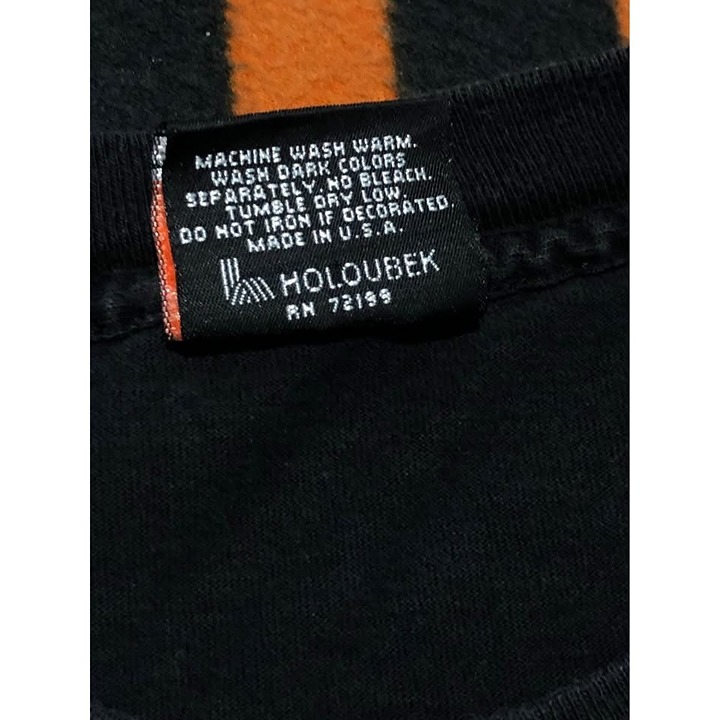 MACHINE WASH WARM.
WASH DARK COLORS
SEPARATELY. NO BLEACH.
TUMBLE DRY LOW.
DO NOT IRON IF DECORATED.
MADE IN U.S.A.
HOLOUBEK
RN 72199